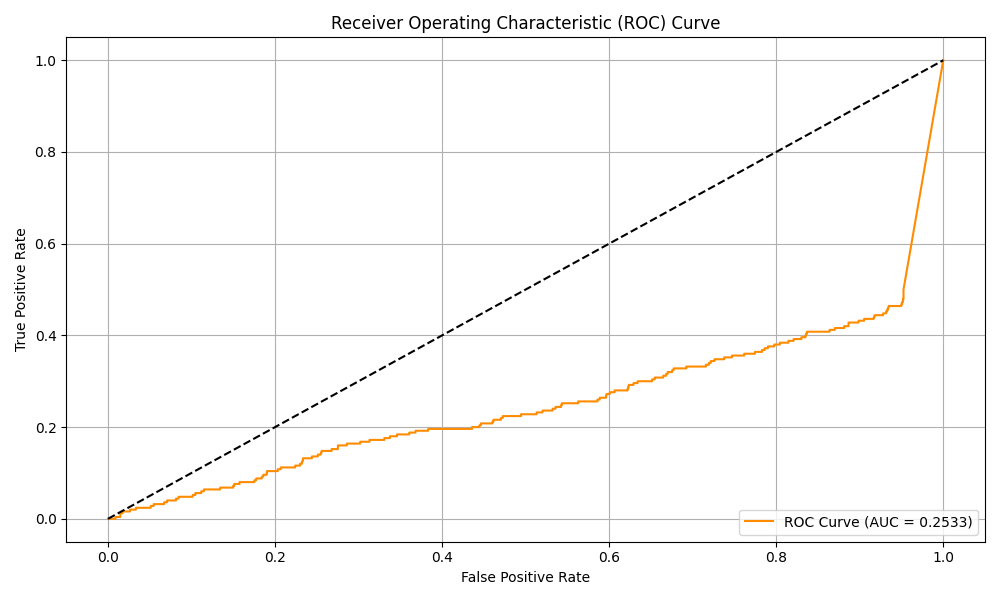 Receiver Operating Characteristic (ROC) Curve
1.0
0.8
0.6
0.4
0.2
0.0
True Positive Rate
0.0 0.2 0.4 0.6 0.8 1.0
False Positive Rate
ROC Curve (AUC = 0.2533)